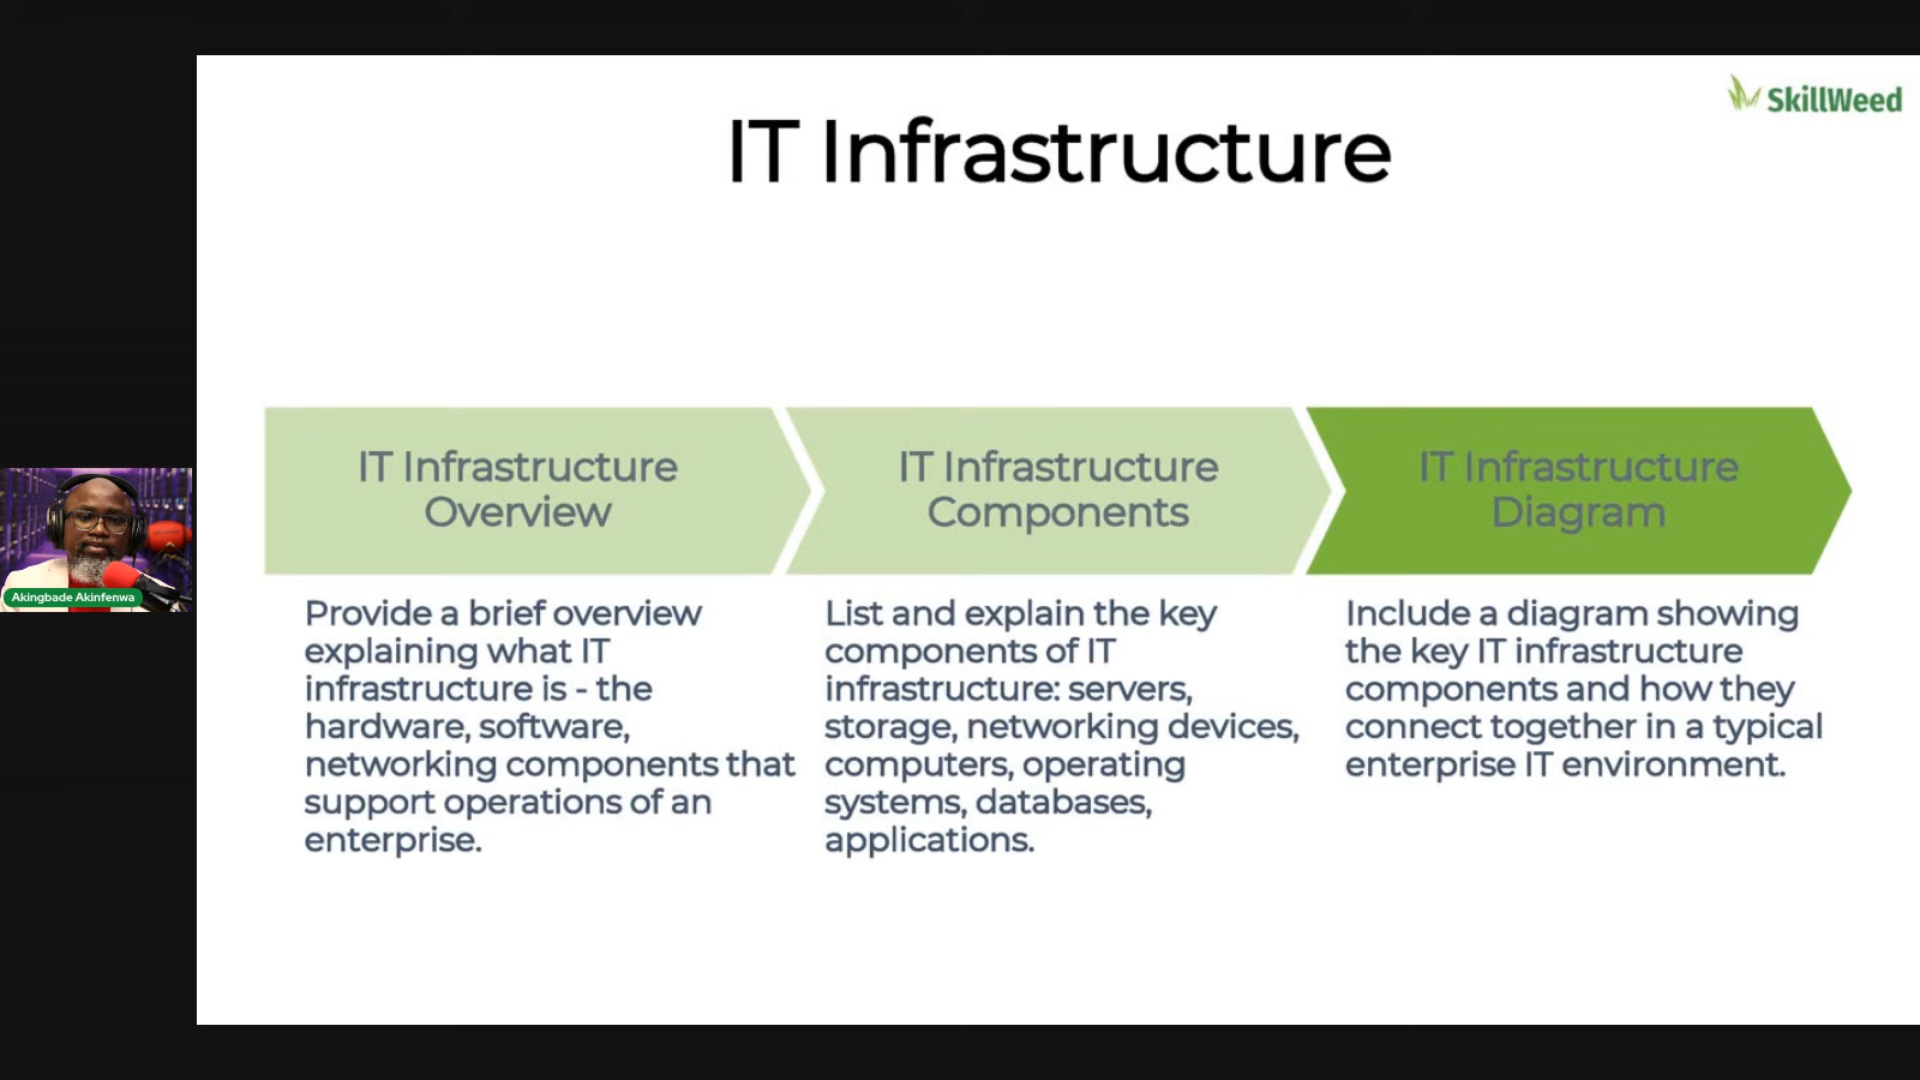 SkillWeed
IT Infrastructure
IT Infrastructure
Overview
Provide a brief overview
explaining what IT
infrastructure is - the
hardware, software,
networking components that
support operations of an
enterprise.
IT Infrastructure
Components
List and explain the key
components of IT
infrastructure: servers,
storage, networking devices,
computers, operating
systems, databases,
applications.
IT Infrastructure
Diagram
Include a diagram showing
the key IT infrastructure
components and how they
connect together in a typical
enterprise IT environment.
Akingbade Akinfenwa